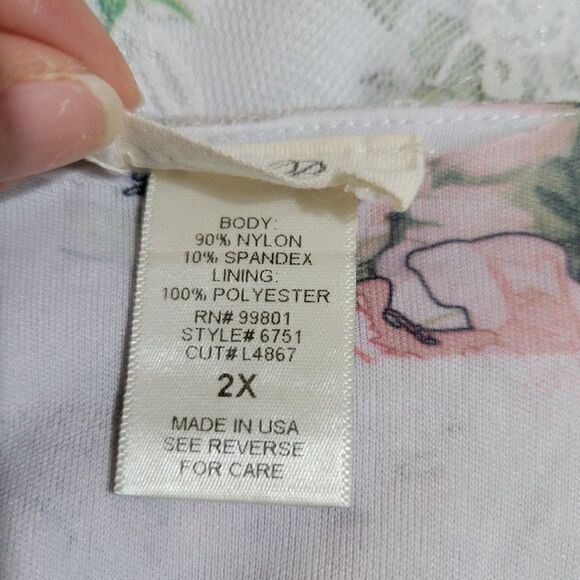 BODY:
90% NYLON
10% SPANDEX
LINING:
100% POLYESTER
RN# 99801
STYLE# 6751
CUT# L4867
2X
MADE IN USA
SEE REVERSE
FOR CARE